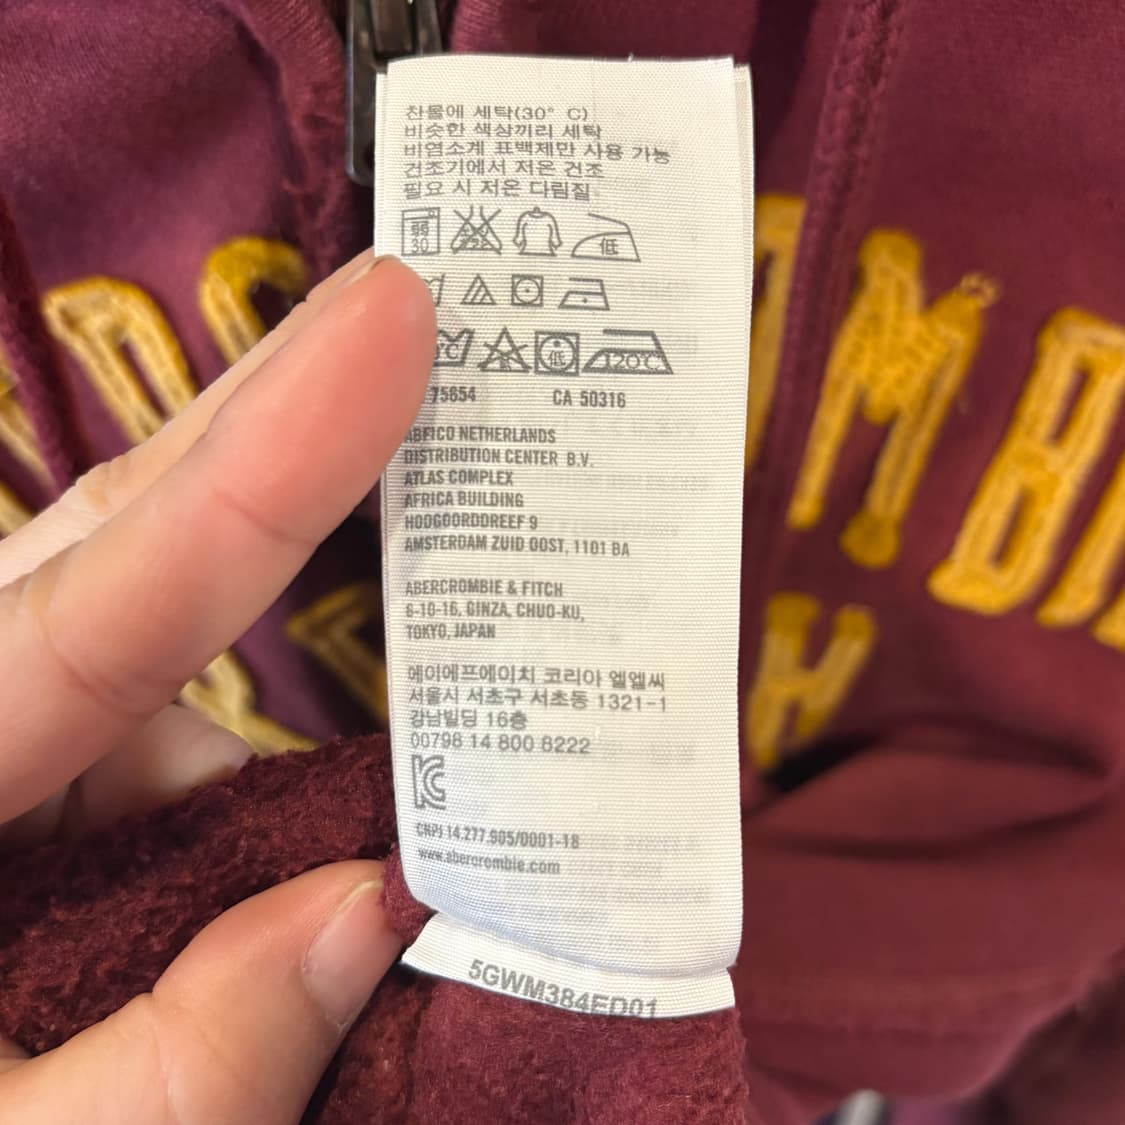 찬물에 세탁(30° C)
비슷한 색상끼리 세탁
비염소계 표백제만 사용 가능
건조기에서 저온 건조
필요 시 저온 다림질
30 低
低 120℃
75654 CA 50316
ABFICO NETHERLANDS
DISTRIBUTION CENTER B.V.
ATLAS COMPLEX
AFRICA BUILDING
HOOGOORDDREEF 9
AMSTERDAM ZUID OOST, 1101 BA
ABERCROMBIE & FITCH
6-10-16, GINZA, CHUO-KU,
TOKYO, JAPAN
에이에프에이치 코리아 엘엘씨
서울시 서초구 서초동 1321-1
강남빌딩 16층
00798 14 800 6222
KC
CNPJ 14.277.905/0001-18
www.abercrombie.com
5GWM384ED01